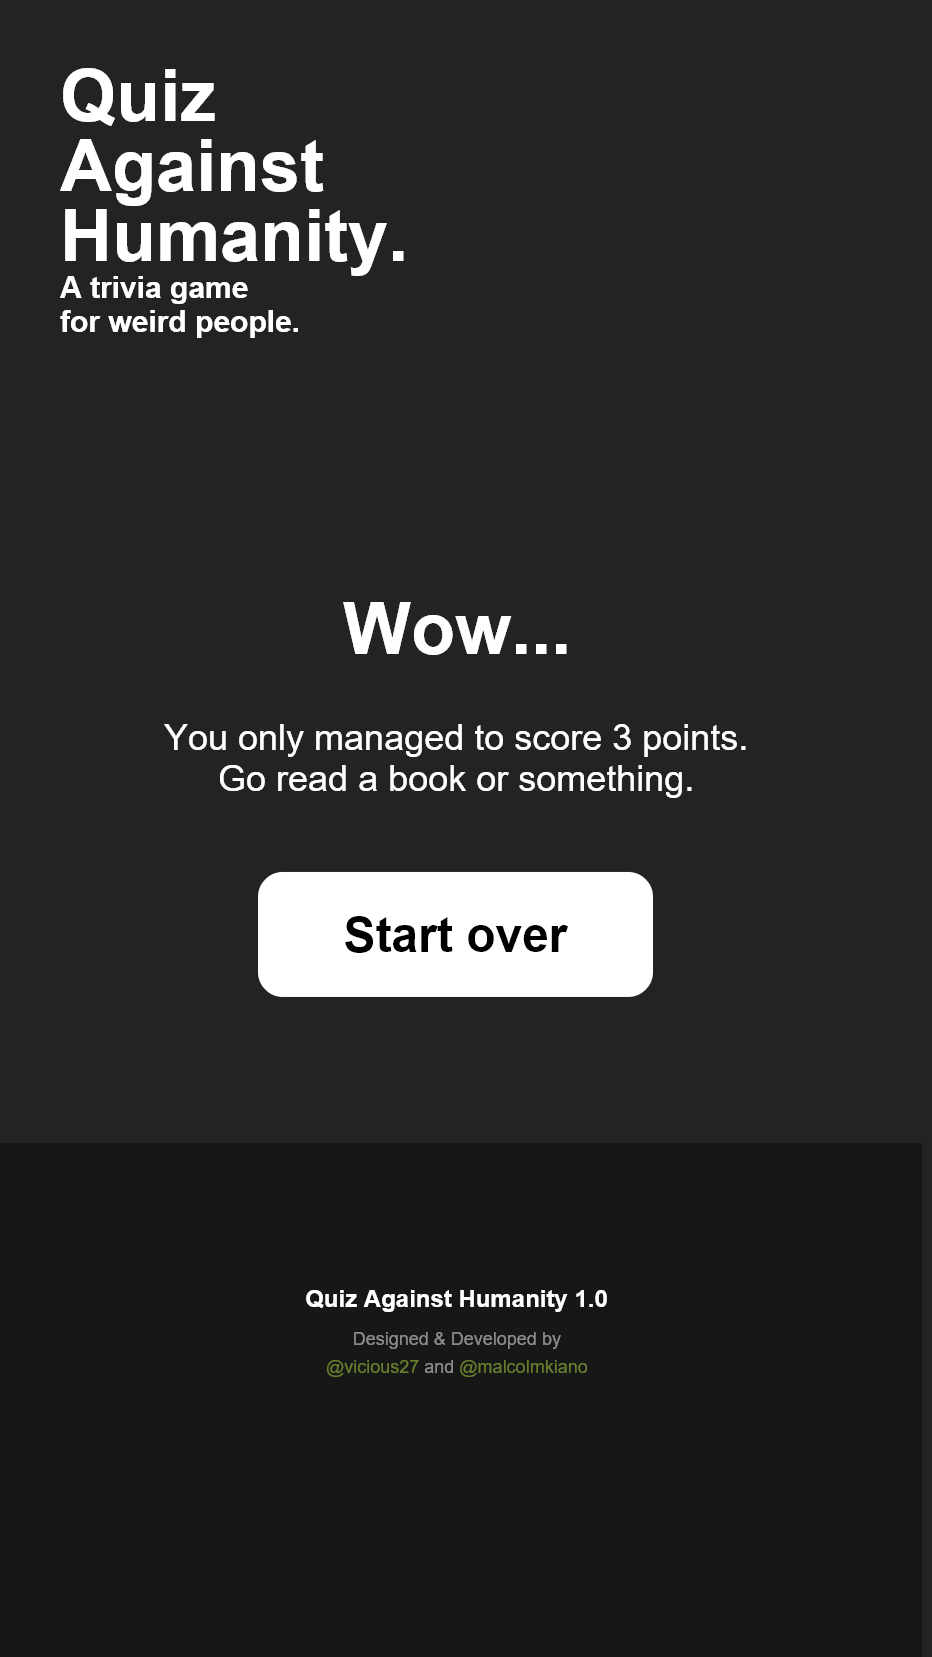 Quiz
Against
Humanity.
A trivia game
for weird people.
Wow...
You only managed to score 3 points.
Go read a book or something.
Start over
Quiz Against Humanity 1.0
Designed & Developed by
@vicious27 and @malcolmkiano